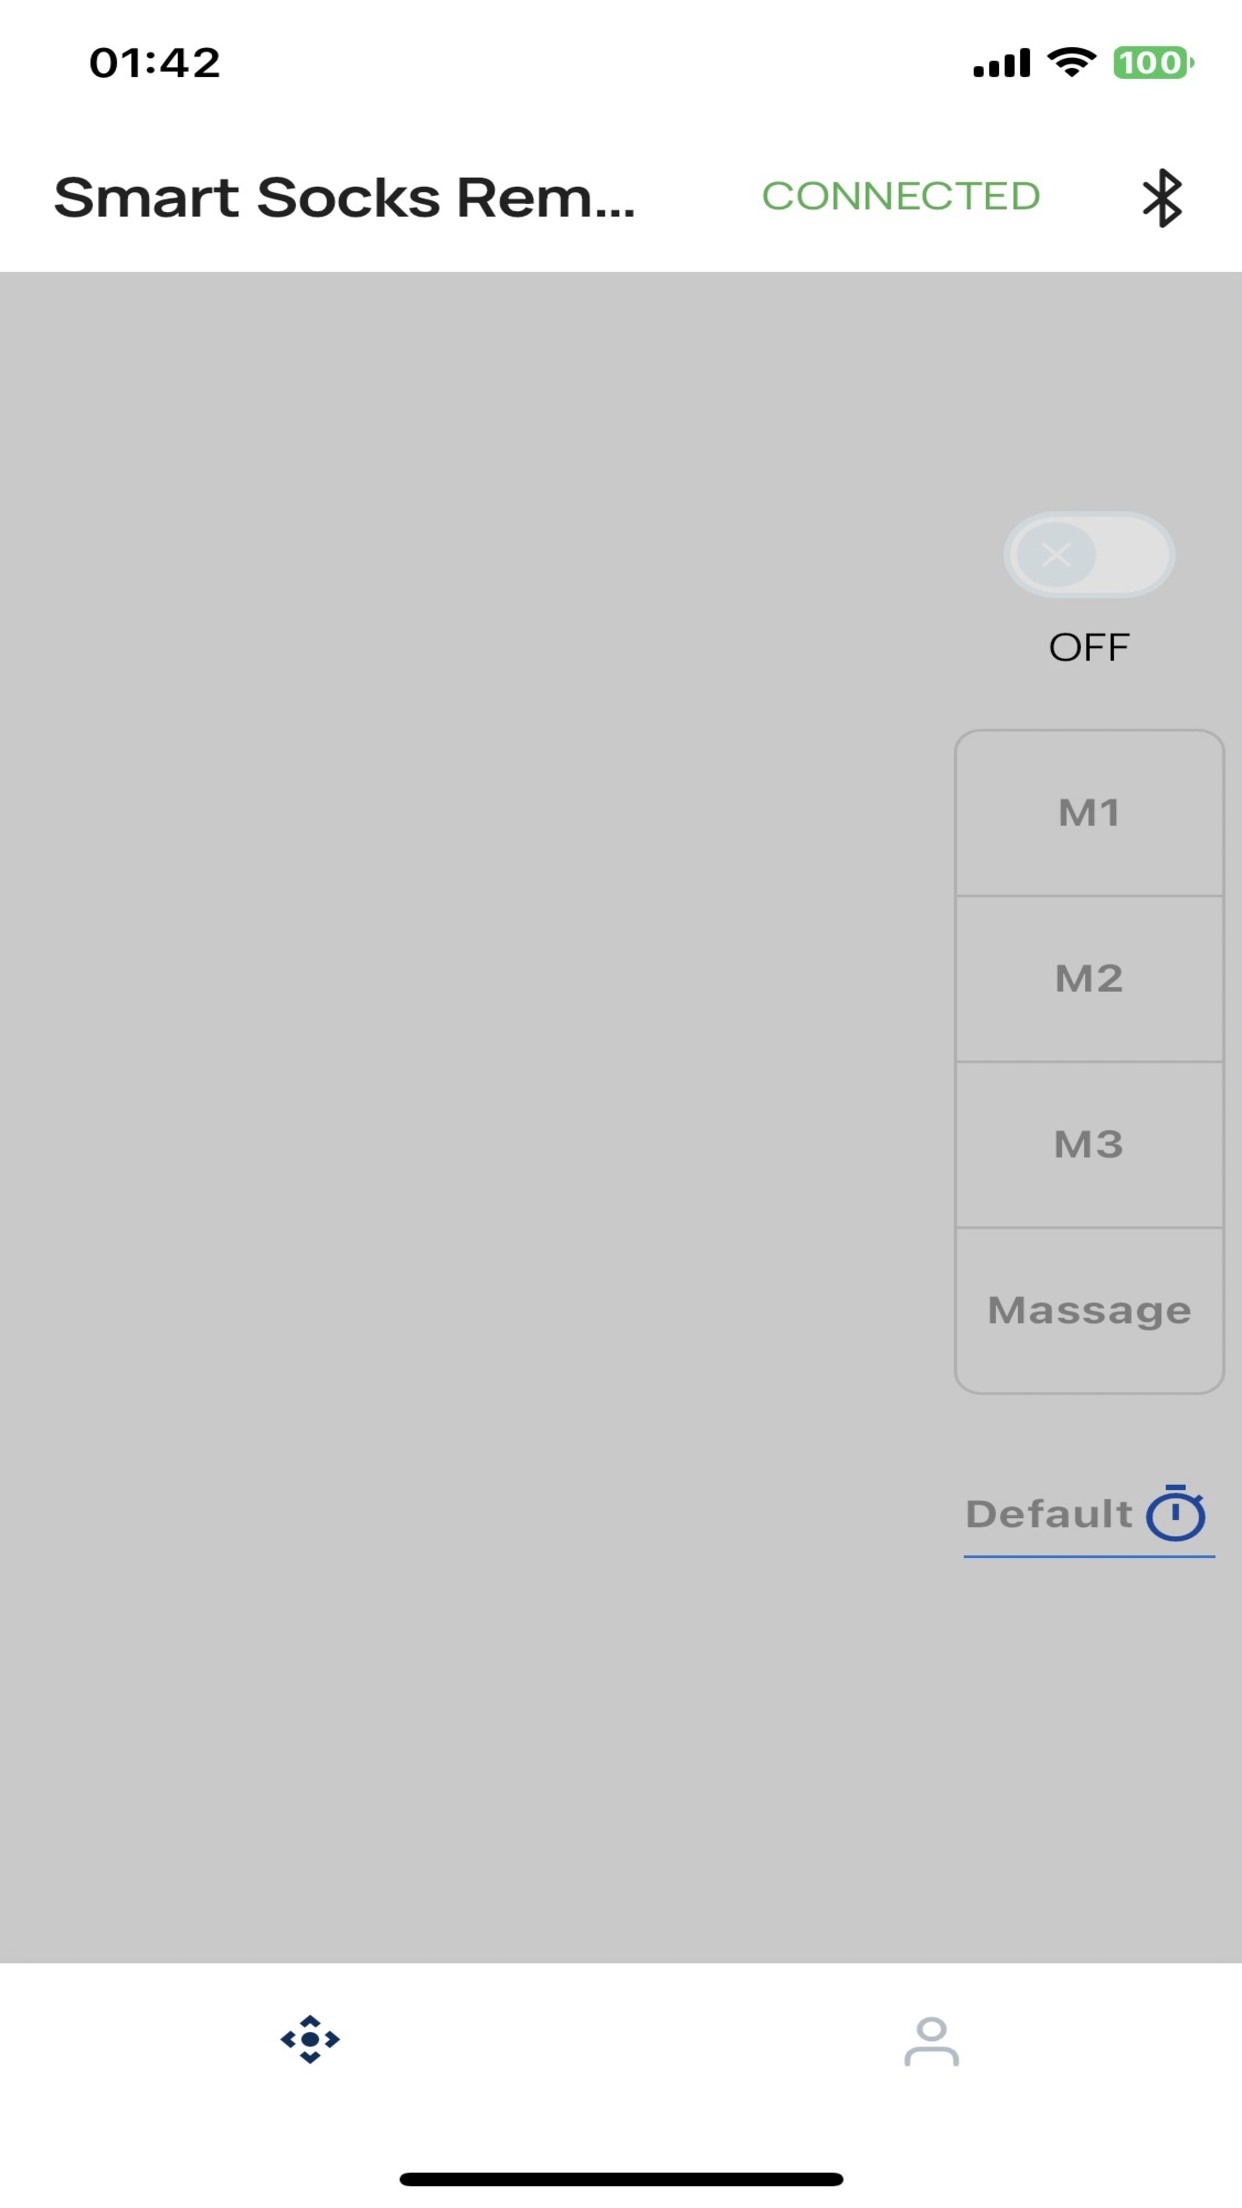 01:42
100
Smart Socks Rem...
CONNECTED
OFF
M1
M2
M3
Massage
Default